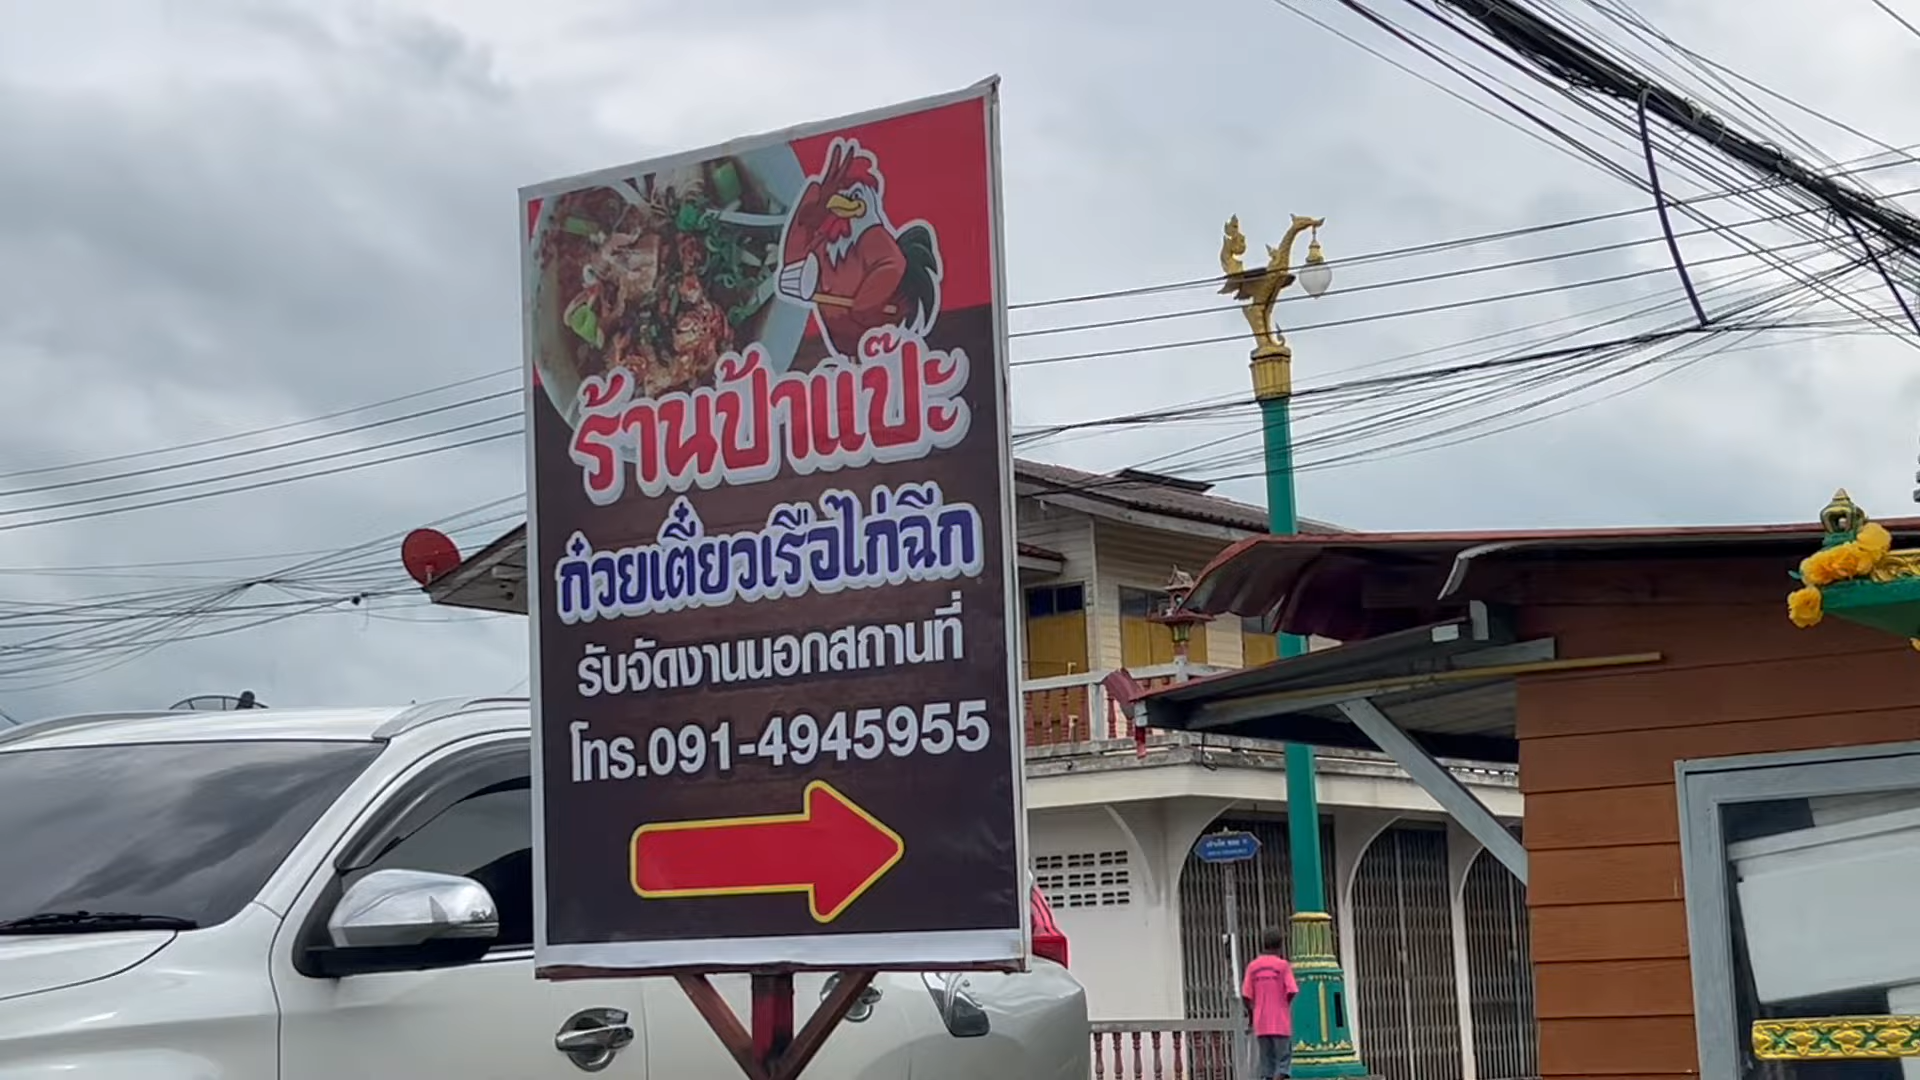 ร้านป้าแป๊ะ
ก๋วยเตี๋ยวเรือไก่ฉีก
รับจัดงานนอกสถานที่
โทร.091-4945955